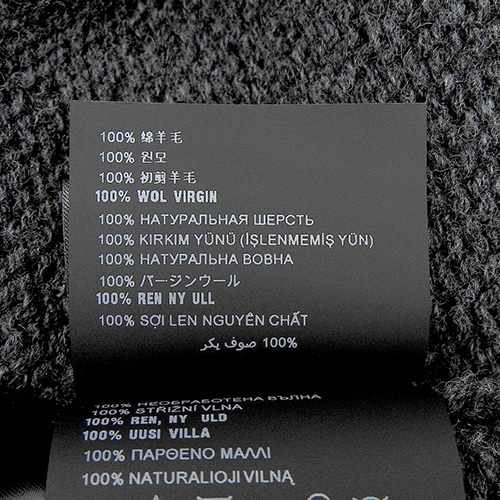 100% 绵羊毛
100% 원모
100% 初剪羊毛
100% WOL VIRGIN
100% НАТУРАЛЬНАЯ ШЕРСТЬ
100% KIRKIM YÜNÜ (İŞLENMEMİŞ YÜN)
100% НАТУРАЛЬНА ВОВНА
100% バージンウール
100% REN NY ULL
100% SỢI LEN NGUYÊN CHẤT
100% صوف بكر
100% НЕОБРАБОТЕНА ВЪЛНА
100% STŘIŽNÍ VLNA
100% REN, NY ULD
100% UUSI VILLA
100% ΠΑΡΘΕΝΟ ΜΑΛΛΙ
100% NATURALIOJI VILNĄ